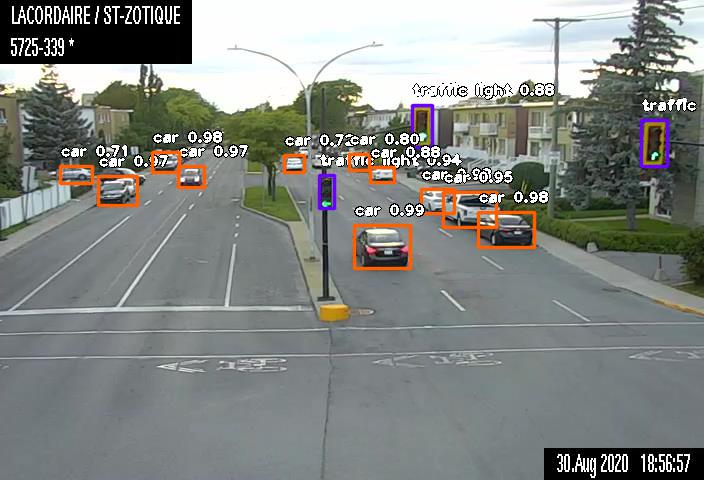 LACORDAIRE / ST-ZOTIQUE
5725-339 *
traffic light 0.88
traffic
car 0.71
car 0.97
car 0.98
car 0.97
car 0.80
car 0.88
traffic light 0.94
car 0.95
car 0.98
car 0.99
30.Aug 2020 18:56:57